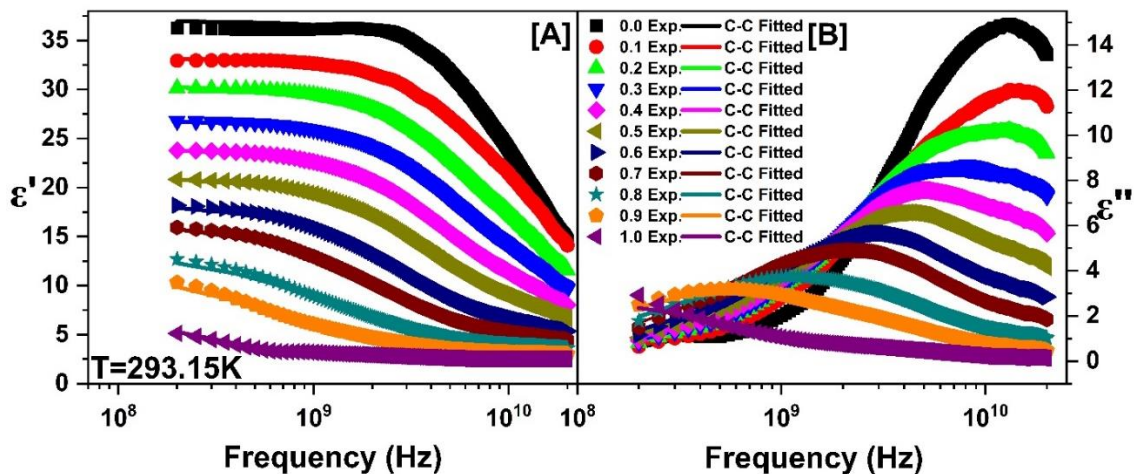 [A]
[B]
0.0 Exp. C-C Fitted
0.1 Exp. C-C Fitted
0.2 Exp. C-C Fitted
0.3 Exp. C-C Fitted
0.4 Exp. C-C Fitted
0.5 Exp. C-C Fitted
0.6 Exp. C-C Fitted
0.7 Exp. C-C Fitted
0.8 Exp. C-C Fitted
0.9 Exp. C-C Fitted
1.0 Exp. C-C Fitted
35
30
25
20
15
10
5
0
ε'
T=293.15K
14
12
10
8
6
4
2
0
εε''
10⁸
10⁹
10¹⁰
10⁸
10⁹
10¹⁰
Frequency (Hz)
Frequency (Hz)